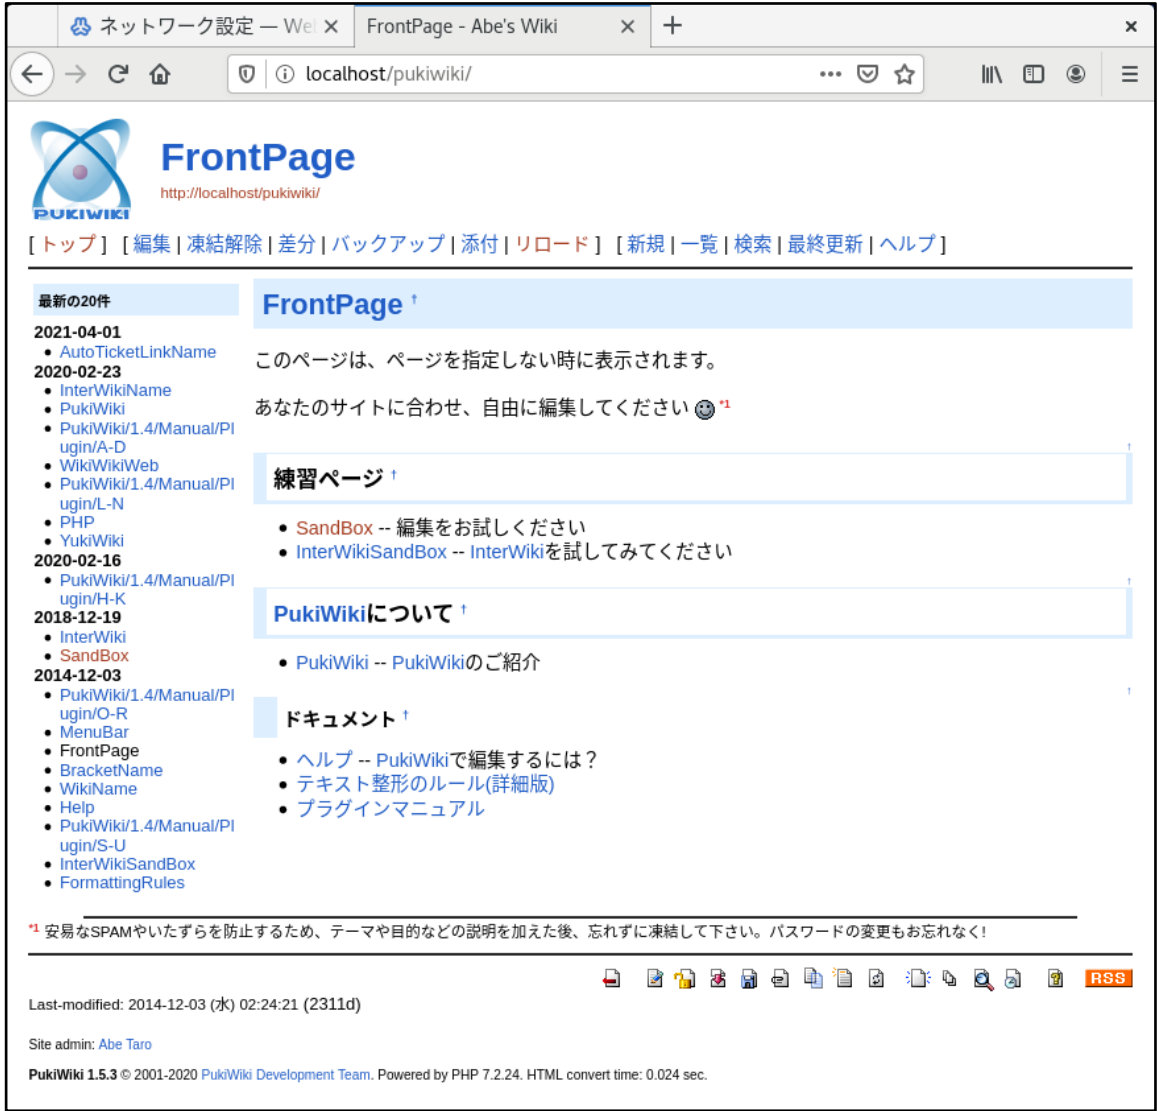 ネットワーク設定 — We
FrontPage - Abe's Wiki
localhost/pukiwiki/
PUKIWIKI
FrontPage
http://localhost/pukiwiki/
[ トップ ] [ 編集 | 凍結解除 | 差分 | バックアップ | 添付 | リロード ] [ 新規 | 一覧 | 検索 | 最終更新 | ヘルプ ]
最新の20件
2021-04-01
AutoTicketLinkName
2020-02-23
InterWikiName
PukiWiki
PukiWiki/1.4/Manual/Pl
ugin/A-D
WikiWikiWeb
PukiWiki/1.4/Manual/Pl
ugin/L-N
PHP
YukiWiki
2020-02-16
PukiWiki/1.4/Manual/Pl
ugin/H-K
2018-12-19
InterWiki
SandBox
2014-12-03
PukiWiki/1.4/Manual/Pl
ugin/O-R
MenuBar
FrontPage
BracketName
WikiName
Help
PukiWiki/1.4/Manual/Pl
ugin/S-U
InterWikiSandBox
FormattingRules
FrontPage †
このページは、ページを指定しない時に表示されます。
あなたのサイトに合わせ、自由に編集してください *1
†
練習ページ †
SandBox -- 編集をお試しください
InterWikiSandBox -- InterWikiを試してみてください
†
PukiWikiについて †
PukiWiki -- PukiWikiのご紹介
†
ドキュメント †
ヘルプ -- PukiWikiで編集するには？
テキスト整形のルール(詳細版)
プラグインマニュアル
*1 安易なSPAMやいたずらを防止するため、テーマや目的などの説明を加えた後、忘れずに凍結して下さい。パスワードの変更もお忘れなく!
RSS
Last-modified: 2014-12-03 (水) 02:24:21 (2311d)
Site admin: Abe Taro
PukiWiki 1.5.3 © 2001-2020 PukiWiki Development Team. Powered by PHP 7.2.24. HTML convert time: 0.024 sec.